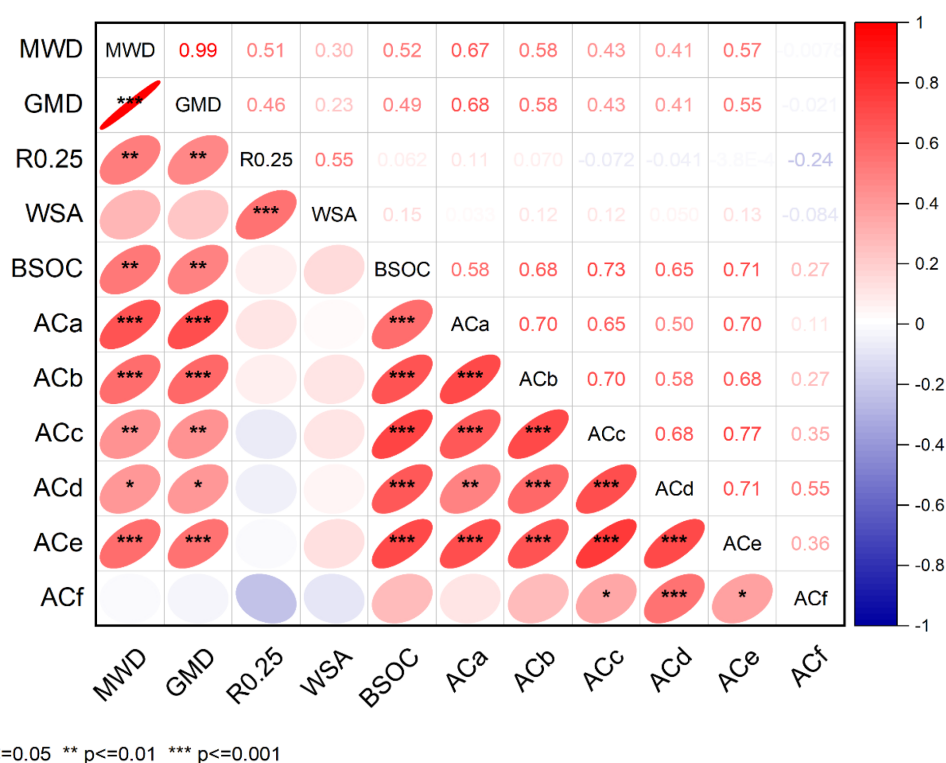 1
MWD MWD 0.99 0.51 0.30 0.52 0.67 0.58 0.43 0.41 0.57
0.8
GMD *** GMD 0.46 0.23 0.49 0.68 0.58 0.43 0.41 0.55 -0.021
0.6
R0.25 ** ** R0.25 0.55 0.062 0.11 0.070 -0.072 -0.041 -0.24
0.4
WSA *** WSA 0.15 0.033 0.12 0.12 0.050 0.13 -0.084
0.2
BSOC ** ** BSOC 0.58 0.68 0.73 0.65 0.71 0.27
0
ACa *** *** *** ACa 0.70 0.65 0.50 0.70 0.11
-0.2
ACb *** *** *** *** ACb 0.70 0.58 0.68 0.27
-0.4
ACc ** ** *** *** *** ACc 0.68 0.77 0.35
-0.6
ACd * * *** ** *** *** ACd 0.71 0.55
-0.8
ACe *** *** *** *** *** *** *** ACe 0.36
ACf * *** * ACf
-1
MWD GMD R0.25 WSA BSOC ACa ACb ACc ACd ACe ACf
=0.05 ** p<=0.01 *** p<=0.001